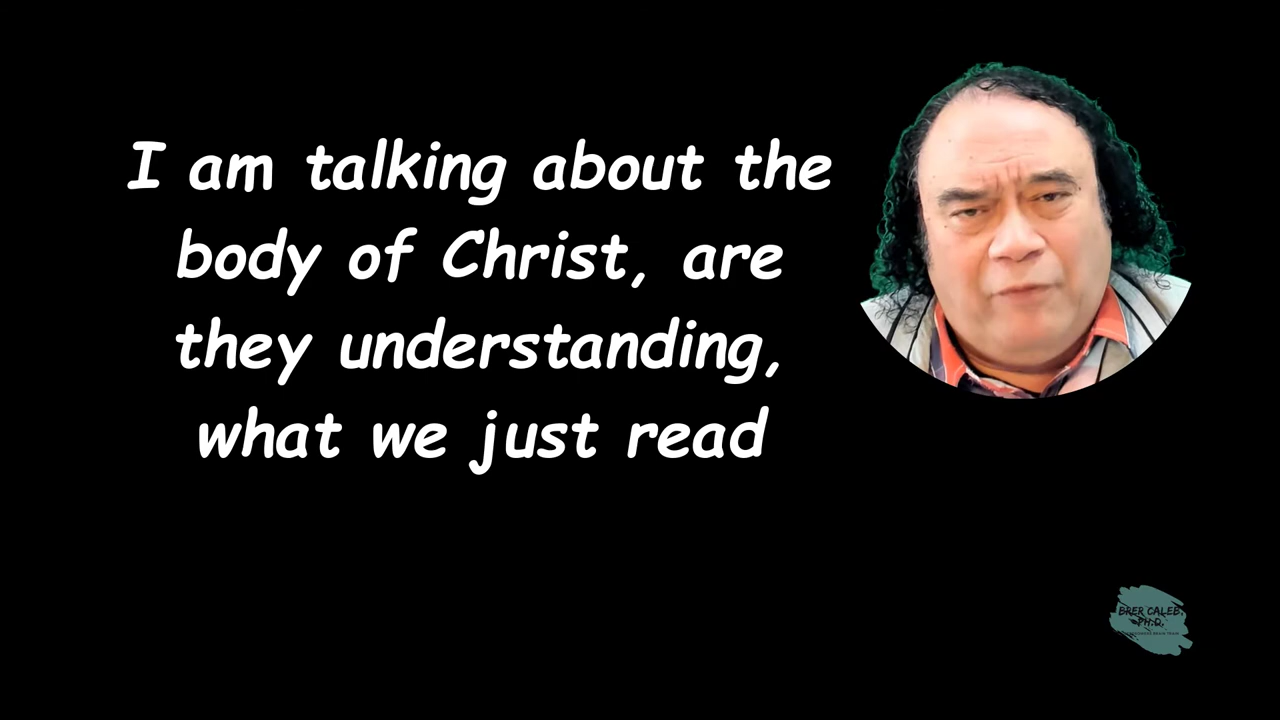 I am talking about the
body of Christ, are
they understanding,
what we just read
BRER CALEB,
PH.D.